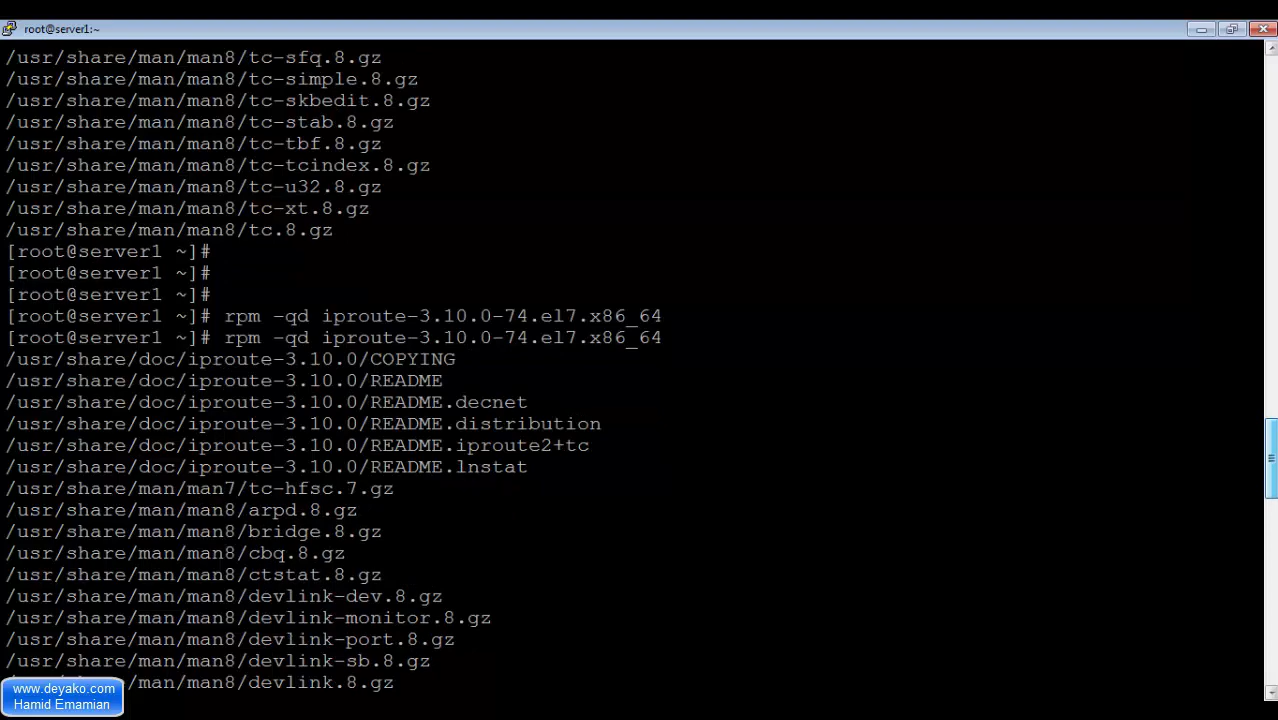 root@server1:~
/usr/share/man/man8/tc-sfq.8.gz
/usr/share/man/man8/tc-simple.8.gz
/usr/share/man/man8/tc-skbedit.8.gz
/usr/share/man/man8/tc-stab.8.gz
/usr/share/man/man8/tc-tbf.8.gz
/usr/share/man/man8/tc-tcindex.8.gz
/usr/share/man/man8/tc-u32.8.gz
/usr/share/man/man8/tc-xt.8.gz
/usr/share/man/man8/tc.8.gz
[root@server1 ~]#
[root@server1 ~]#
[root@server1 ~]#
[root@server1 ~]# rpm -qd iproute-3.10.0-74.el7.x86_64
[root@server1 ~]# rpm -qd iproute-3.10.0-74.el7.x86_64
/usr/share/doc/iproute-3.10.0/COPYING
/usr/share/doc/iproute-3.10.0/README
/usr/share/doc/iproute-3.10.0/README.decnet
/usr/share/doc/iproute-3.10.0/README.distribution
/usr/share/doc/iproute-3.10.0/README.iproute2+tc
/usr/share/doc/iproute-3.10.0/README.lnstat
/usr/share/man/man7/tc-hfsc.7.gz
/usr/share/man/man8/arpd.8.gz
/usr/share/man/man8/bridge.8.gz
/usr/share/man/man8/cbq.8.gz
/usr/share/man/man8/ctstat.8.gz
/usr/share/man/man8/devlink-dev.8.gz
/usr/share/man/man8/devlink-monitor.8.gz
/usr/share/man/man8/devlink-port.8.gz
/usr/share/man/man8/devlink-sb.8.gz
/man/man8/devlink.8.gz
www.deyako.com
Hamid Emamian